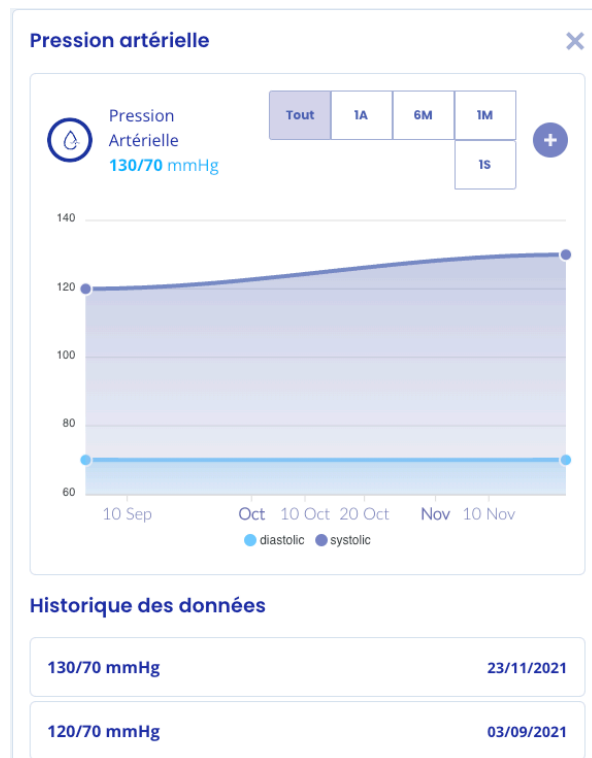 Pression artérielle
Pression
Artérielle
130/70 mmHg
Tout 1A 6M 1M
1S
140
120
100
80
60
10 Sep Oct 10 Oct 20 Oct Nov 10 Nov
diastolic systolic
Historique des données
130/70 mmHg 23/11/2021
120/70 mmHg 03/09/2021